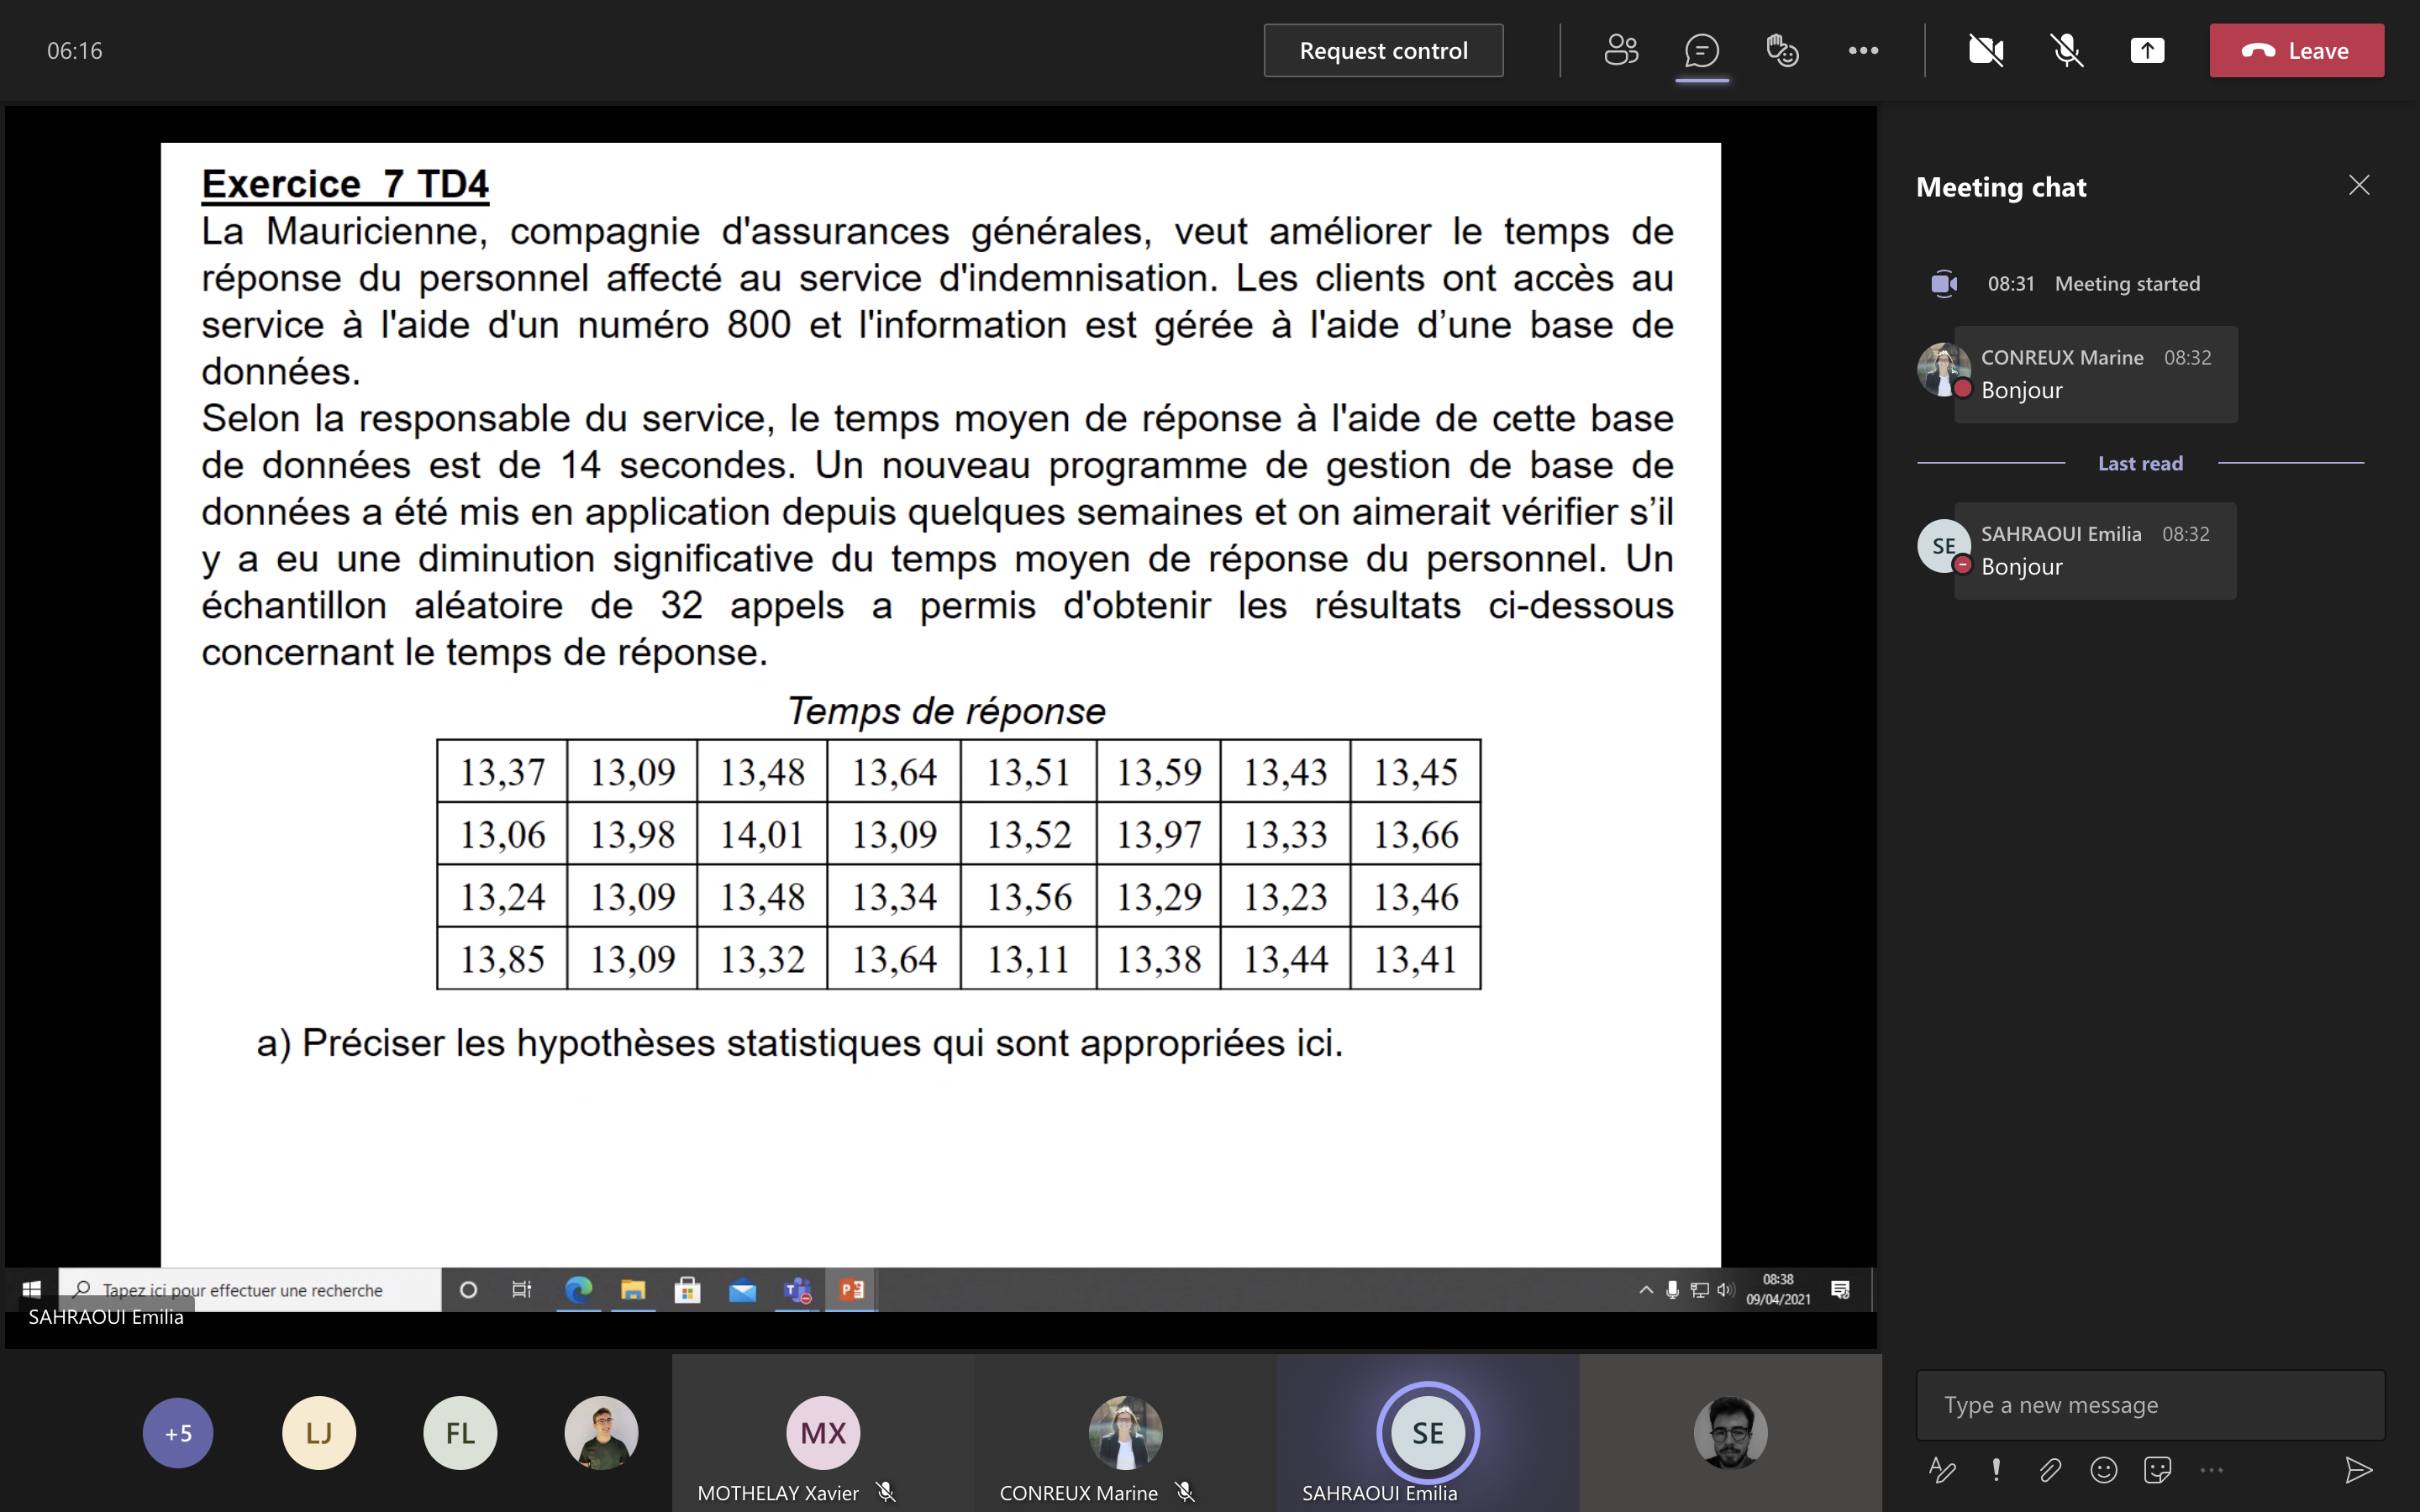 06:16
Request control
Leave
Exercice 7 TD4
La Mauricienne, compagnie d'assurances générales, veut améliorer le temps de
réponse du personnel affecté au service d'indemnisation. Les clients ont accès au
service à l'aide d'un numéro 800 et l'information est gérée à l'aide d’une base de
données.
Selon la responsable du service, le temps moyen de réponse à l'aide de cette base
de données est de 14 secondes. Un nouveau programme de gestion de base de
données a été mis en application depuis quelques semaines et on aimerait vérifier s’il
y a eu une diminution significative du temps moyen de réponse du personnel. Un
échantillon aléatoire de 32 appels a permis d'obtenir les résultats ci-dessous
concernant le temps de réponse.
Temps de réponse
13,37 13,09 13,48 13,64 13,51 13,59 13,43 13,45
13,06 13,98 14,01 13,09 13,52 13,97 13,33 13,66
13,24 13,09 13,48 13,34 13,56 13,29 13,23 13,46
13,85 13,09 13,32 13,64 13,11 13,38 13,44 13,41
a) Préciser les hypothèses statistiques qui sont appropriées ici.
Tapez ici pour effectuer une recherche
08:38
09/04/2021
SAHRAOUI Emilia
Meeting chat
08:31 Meeting started
CONREUX Marine 08:32
Bonjour
Last read
SE
SAHRAOUI Emilia 08:32
Bonjour
Type a new message
+5
LJ
FL
MX
MOTHELAY Xavier
CONREUX Marine
SE
SAHRAOUI Emilia